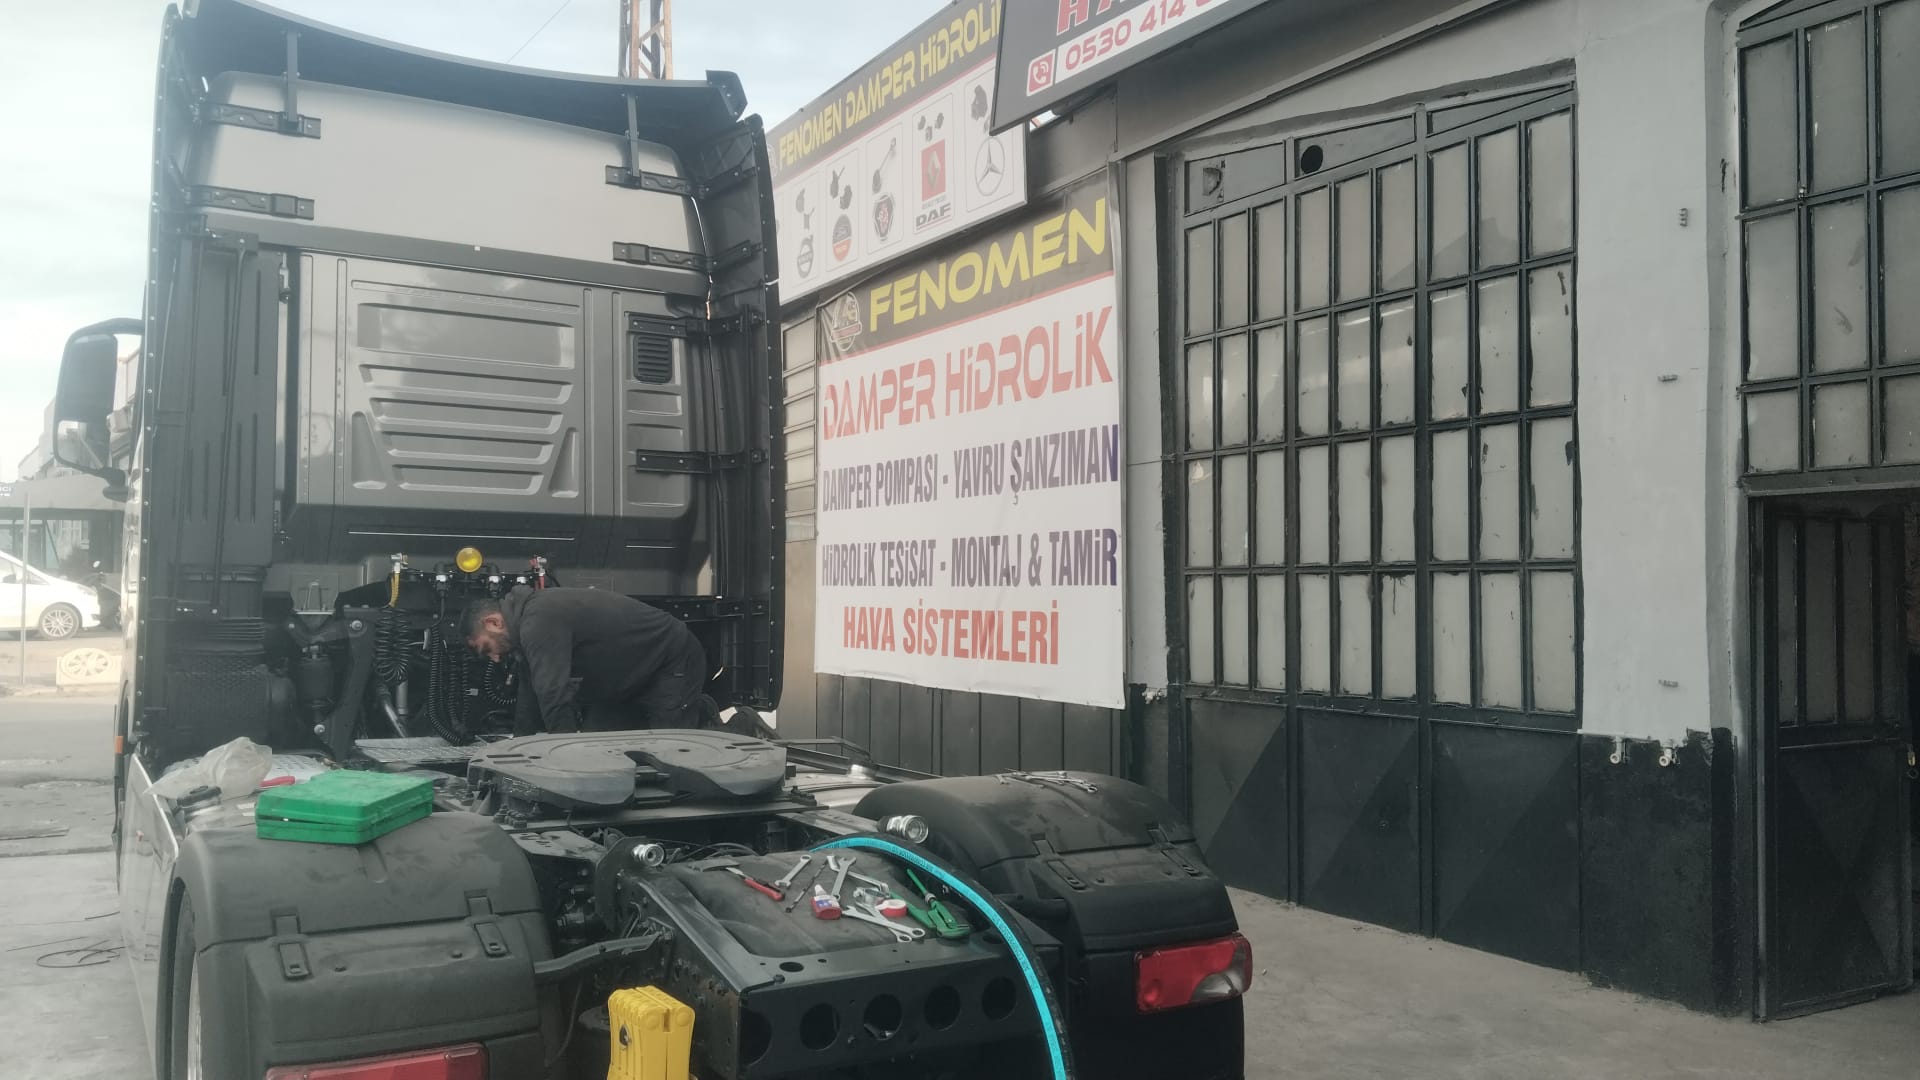 FENOMEN DAMPER HİDROLİ
0530 414
DAF
FENOMEN
DAMPER HİDROLİK
DAMPER POMPASI - YAVRU ŞANZIMAN
HİDROLİK TESİSAT - MONTAJ & TAMİR
HAVA SİSTEMLERİ